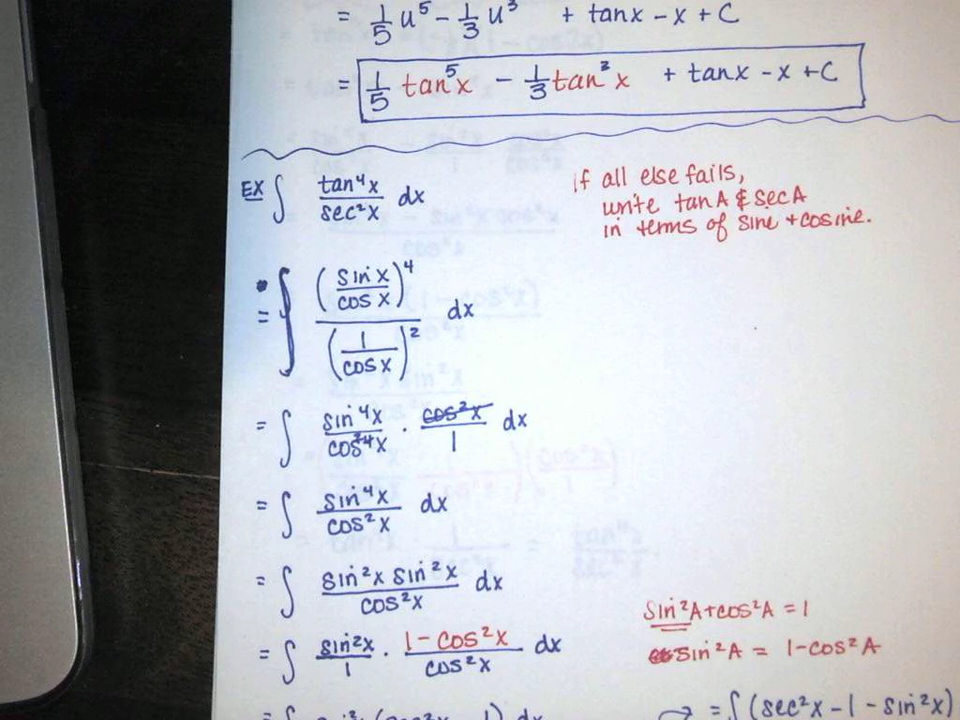 = 1/5 u⁵ - 1/3 u³ + tanx - x + C
= 1/5 tan⁵x - 1/3 tan³x + tanx - x + C
EX ∫ tan⁴x / sec²x dx
If all else fails,
write tan A & sec A
in terms of sine + cosine.
= ∫ (sin x / cos x)⁴ / (1 / cos x)² dx
= ∫ sin⁴x / cos²⁴x · cos²x / 1 dx
= ∫ sin⁴x / cos²x dx
= ∫ sin²x sin²x / cos²x dx
= ∫ sin²x / 1 · 1 - cos²x / cos²x dx
Sin²A + cos²A = 1
sin²A = 1 - cos²A
= ∫ (sec²x - 1 - sin²x)